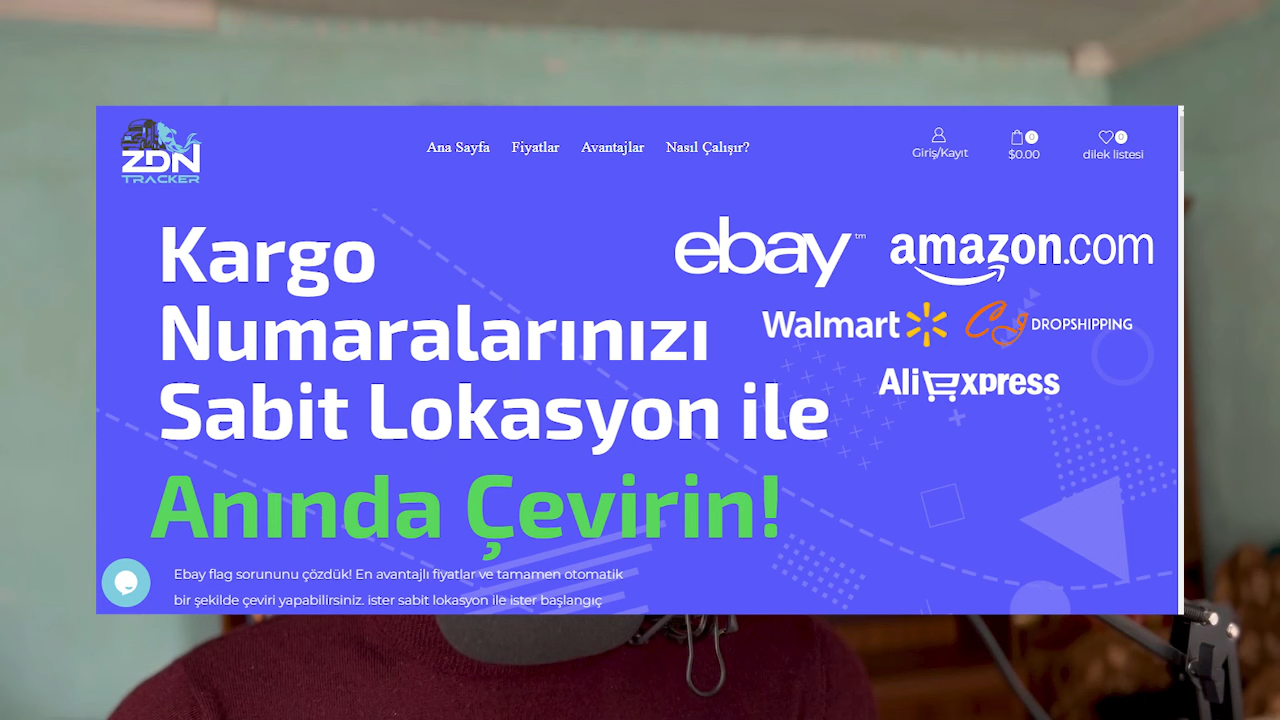 ZDN
TRACKER
Ana Sayfa Fiyatlar Avantajlar Nasıl Çalışır?
Giriş/Kayıt
0
$0.00
0
dilek listesi
Kargo
Numaralarınızı
Sabit Lokasyon ile
Anında Çevirin!
ebay™
amazon.com
Walmart
CJ DROPSHIPPING
AliExpress
Ebay flag sorununu çözdük! En avantajlı fiyatlar ve tamamen otomatik
bir şekilde çeviri yapabilirsiniz. ister sabit lokasyon ile ister başlangıç